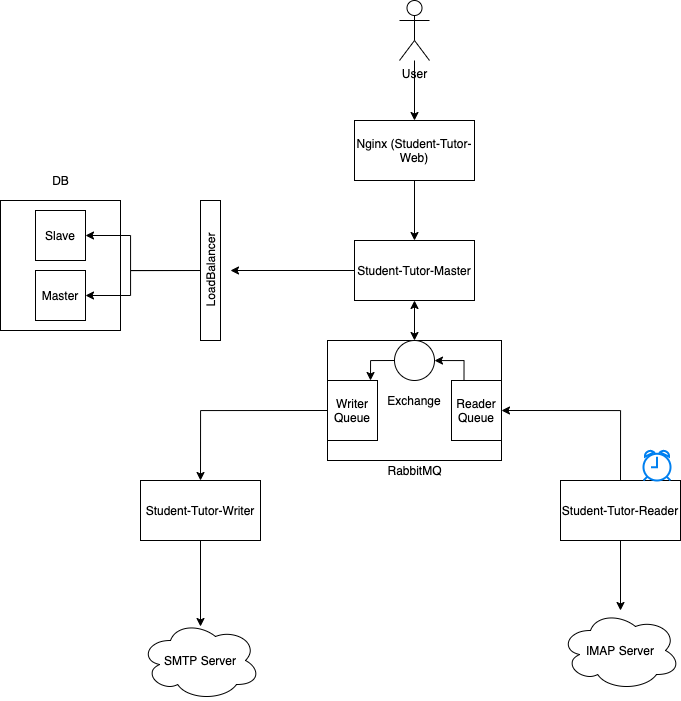 User
Nginx (Student-Tutor-
Web)
DB
Slave
Master
LoadBalancer
Student-Tutor-Master
Writer
Queue
Exchange
Reader
Queue
RabbitMQ
Student-Tutor-Writer
Student-Tutor-Reader
SMTP Server
IMAP Server